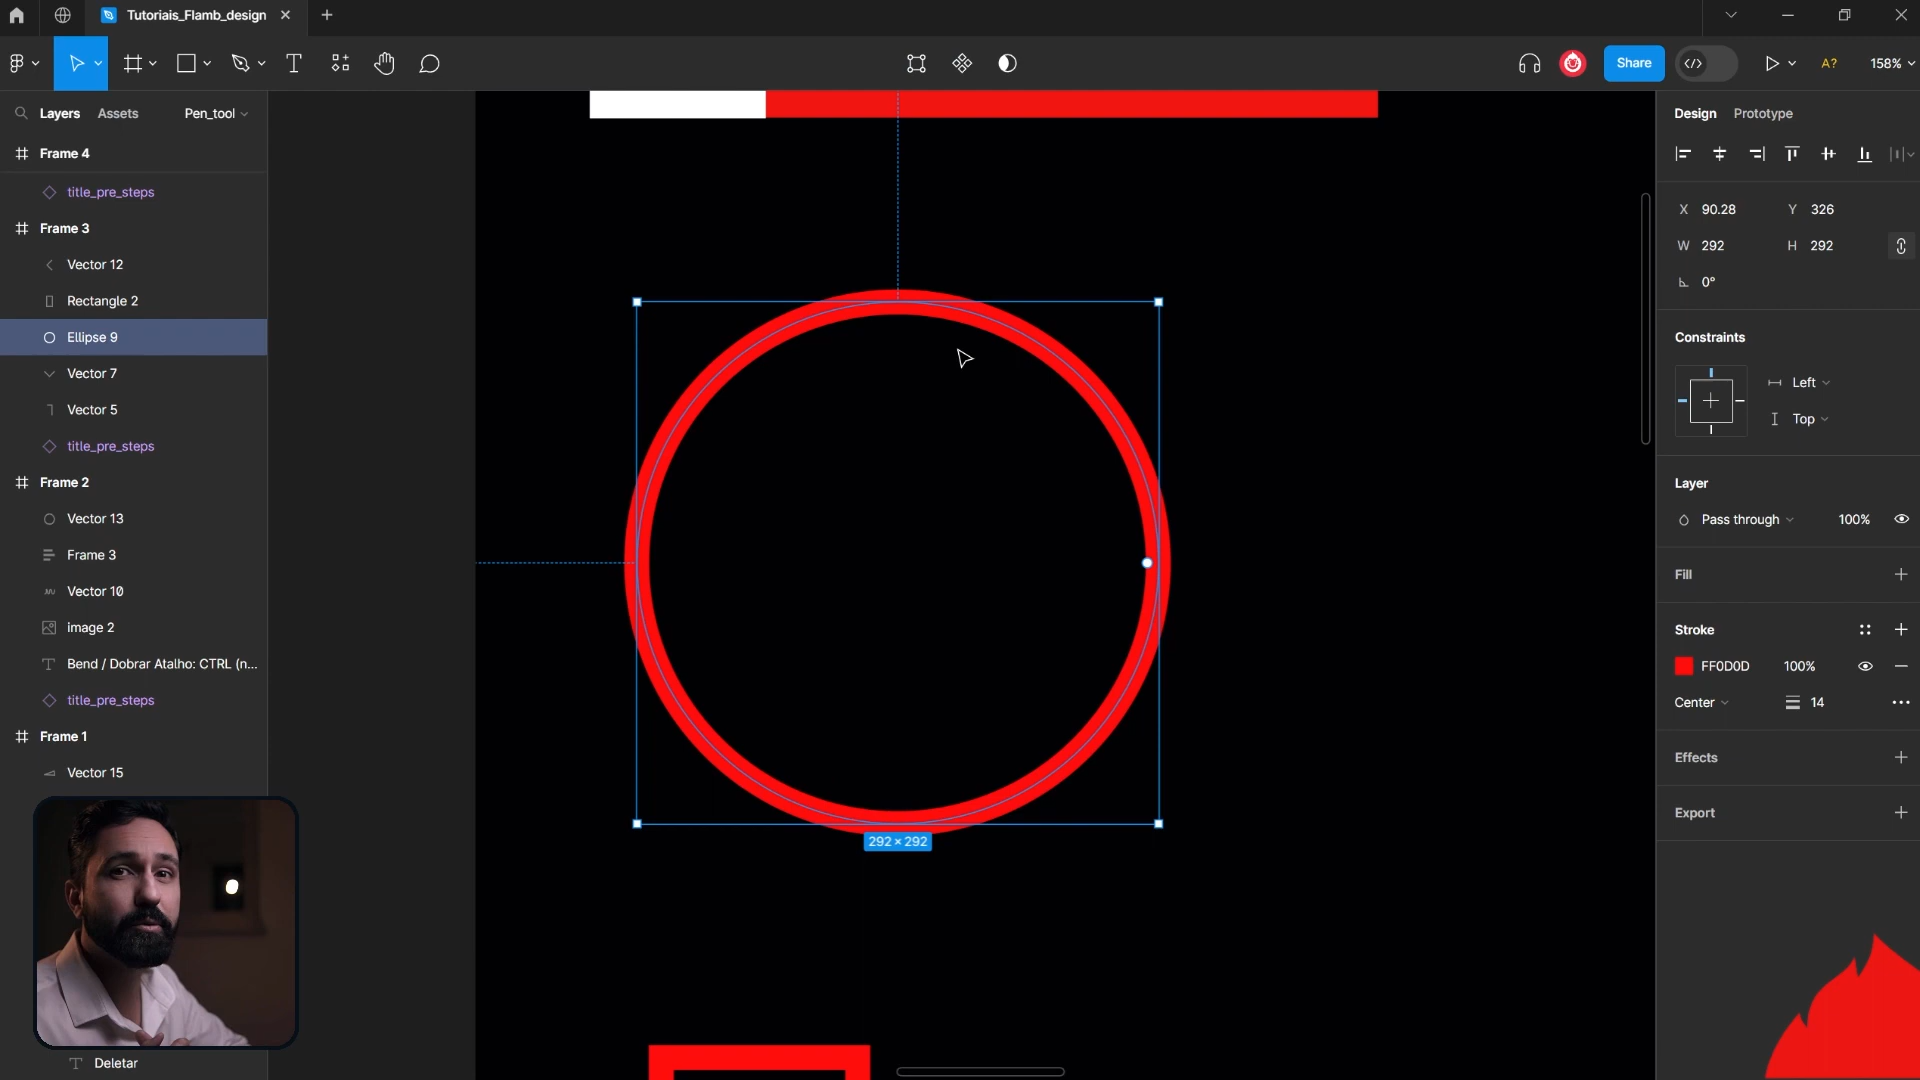 Tutoriais_Flamb_design
Share
A?
158%
Layers
Assets
Pen_tool
Frame 4
title_pre_steps
Frame 3
Vector 12
Rectangle 2
Ellipse 9
Vector 7
Vector 5
title_pre_steps
Frame 2
Vector 13
Frame 3
Vector 10
image 2
Bend / Dobrar Atalho: CTRL (n...
title_pre_steps
Frame 1
Vector 15
Deletar
292 × 292
Design
Prototype
X 90.28
Y 326
W 292
H 292
0°
Constraints
Left
Top
Layer
Pass through
100%
Fill
Stroke
FF0D0D
100%
Center
14
Effects
Export